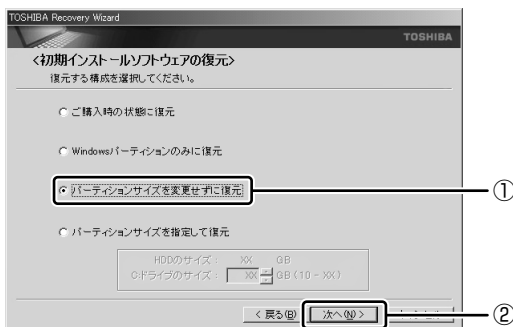 TOSHIBA Recovery Wizard
TOSHIBA
<初期インストールソフトウェアの復元>
復元する構成を選択してください。
ご購入時の状態に復元
Windowsパーティションのみに復元
パーティションサイズを変更せずに復元
①
パーティションサイズを指定して復元
HDDのサイズ: XX GB
C:ドライブのサイズ: XX GB (10 - XX)
< 戻る(B) 次へ(N) >
②